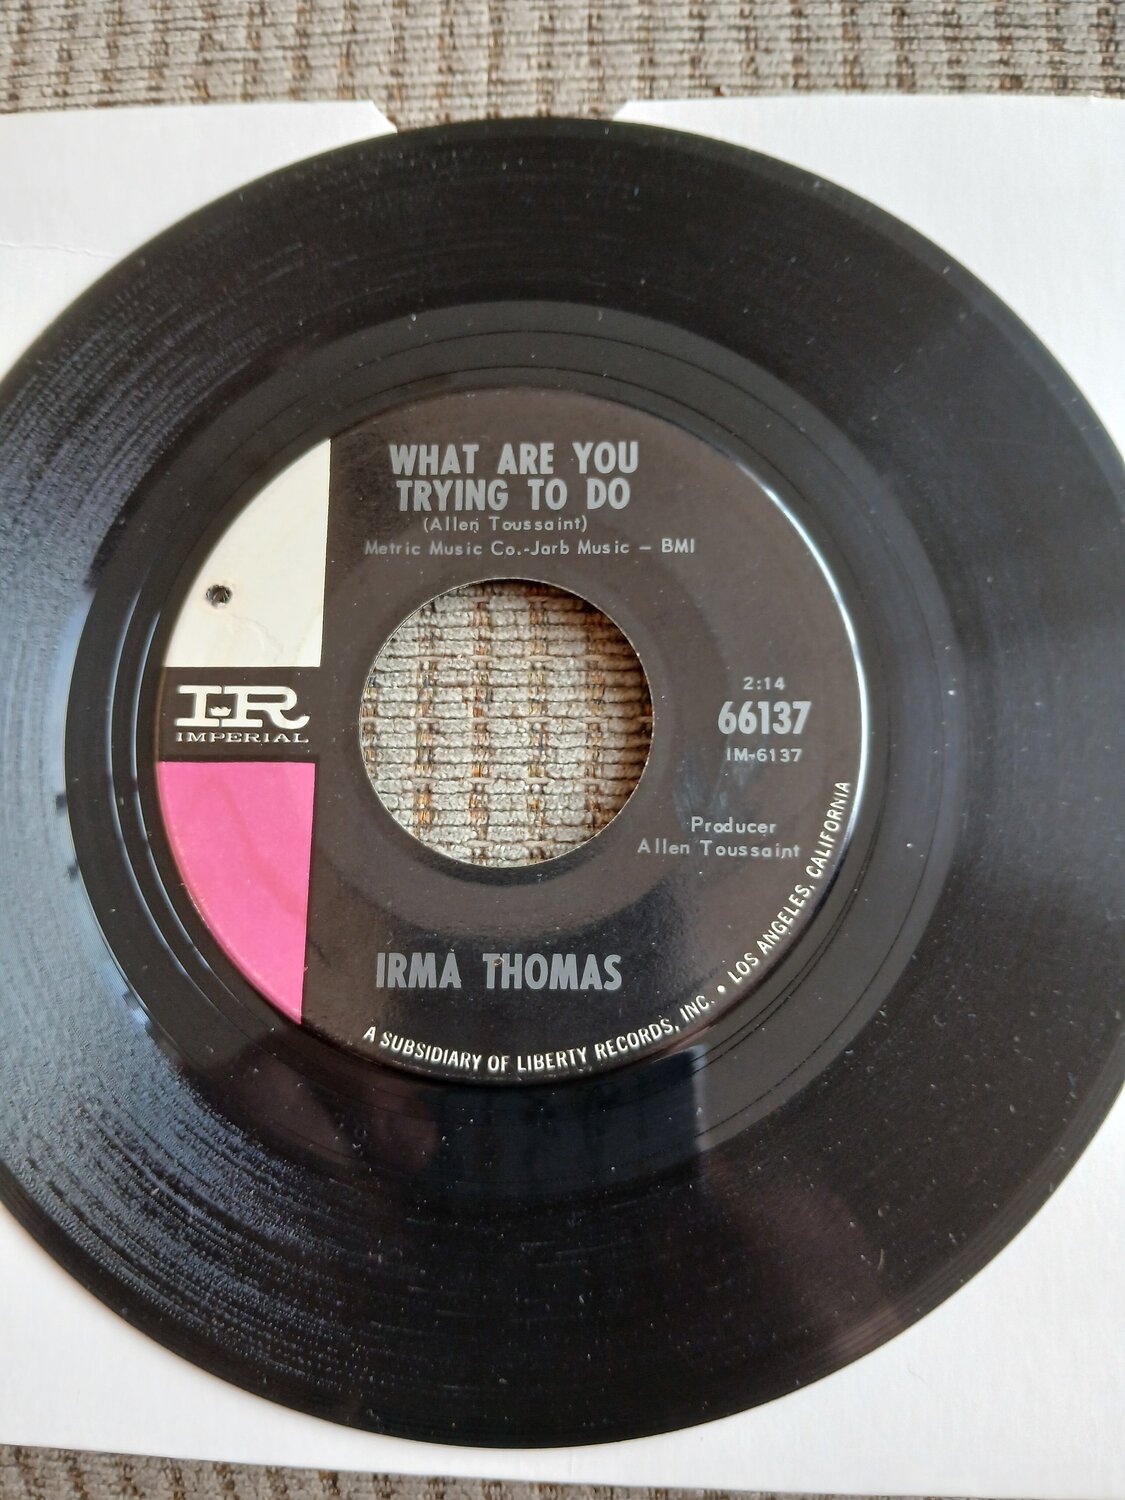 WHAT ARE YOU
TRYING TO DO
(Allen Toussaint)
Metric Music Co.-Jarb Music – BMI
IR
IMPERIAL
2:14
66137
IM-6137
Producer
Allen Toussaint
IRMA THOMAS
A SUBSIDIARY OF LIBERTY RECORDS, INC. • LOS ANGELES, CALIFORNIA